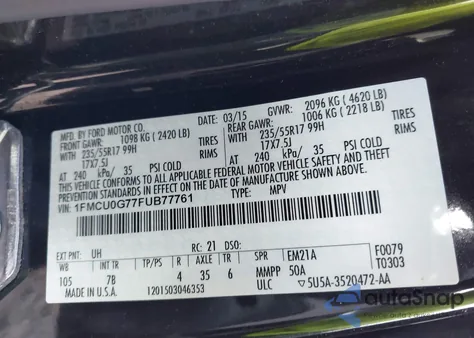 MFD. BY FORD MOTOR CO.
DATE: 03/15 GVWR: 2096 KG ( 4620 LB)
FRONT GAWR: 1098 KG ( 2420 LB) REAR GAWR: 1006 KG ( 2218 LB)
WITH 235/55R17 99H TIRES WITH 235/55R17 99H TIRES
17X7.5J RIMS 17X7.5J RIMS
AT 240 kPa/ 35 PSI COLD AT 240 kPa/ 35 PSI COLD
THIS VEHICLE CONFORMS TO ALL APPLICABLE FEDERAL MOTOR VEHICLE SAFETY AND THEFT
PREVENTION STANDARDS IN EFFECT ON THE DATE OF MANUFACTURE SHOWN ABOVE.
VIN: 1FMCU0G77FUB77761 TYPE: MPV
EXT PNT: UH RC: 21 DSO: F0079
WB INT TR TP/PS R AXLE TR SPR EM21A T0303
105 7B 4 35 6 MMPP 50A
MADE IN U.S.A. 1201503046353 ULC 5U5A-3520472-AA
autoSnap